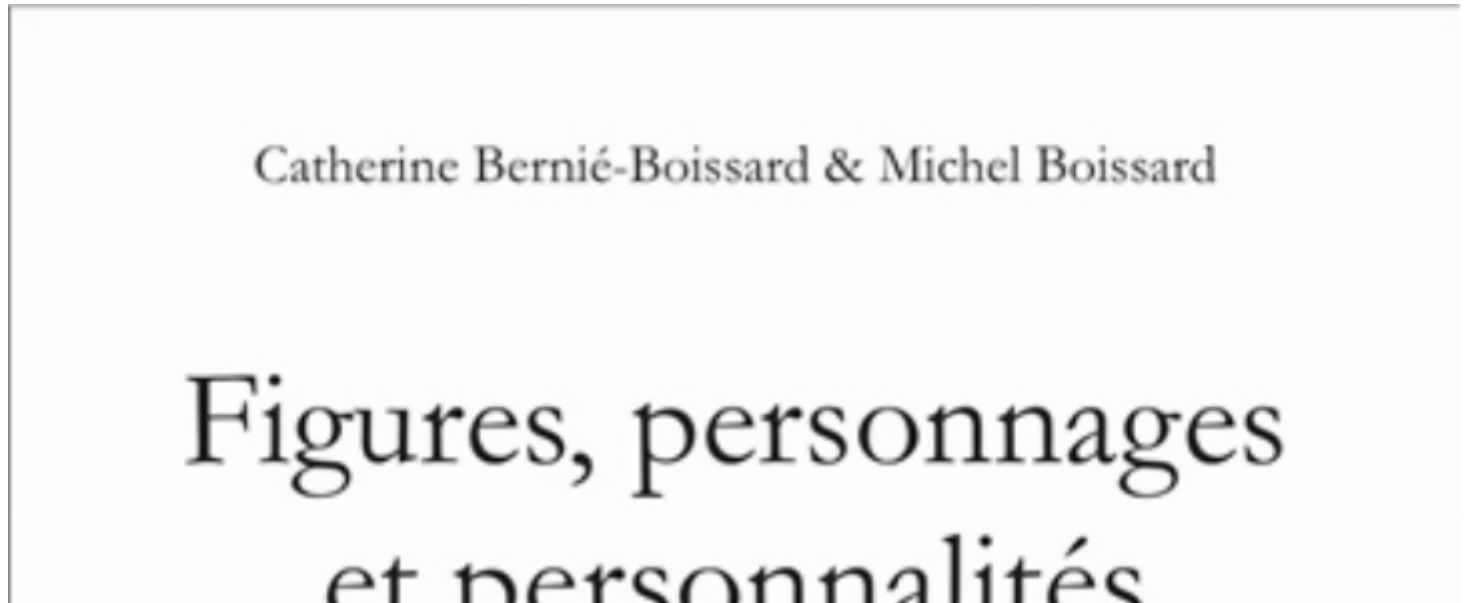 Catherine Bernié-Boissard & Michel Boissard
Figures, personnages
et personnalités